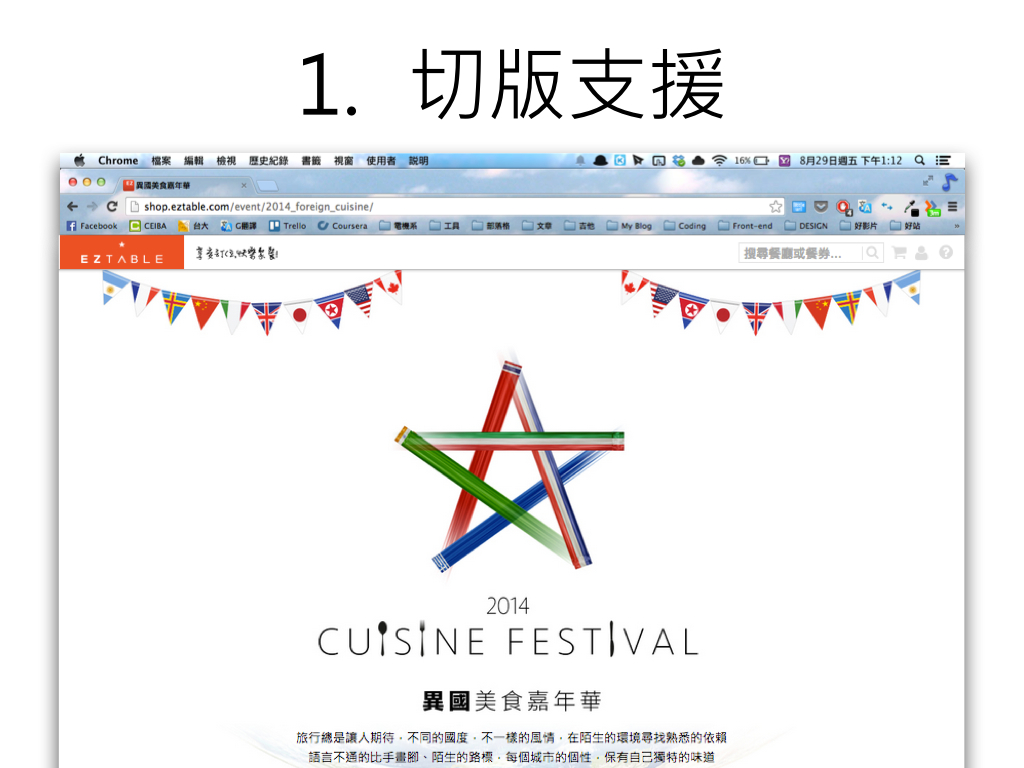 1. 切版支援
Chrome 檔案 編輯 檢視 歷史紀錄 書籤 視窗 使用者 說明 16% 8月29日週五 下午1:12
異國美食嘉年華
shop.eztable.com/event/2014_foreign_cuisine/
Facebook CEIBA 台大 G翻譯 Trello Coursera 電機系 工具 部落格 文章 吉他 My Blog Coding Front-end DESIGN 好影片 好站 »
EZTABLE 搜尋餐廳或餐券...
2014
CUISINE FESTIVAL
異國美食嘉年華
旅行總是讓人期待，不同的國度，不一樣的風情，在陌生的環境尋找熟悉的依賴
語言不通的比手畫腳、陌生的路標，每個城市的個性，保有自己獨特的味道